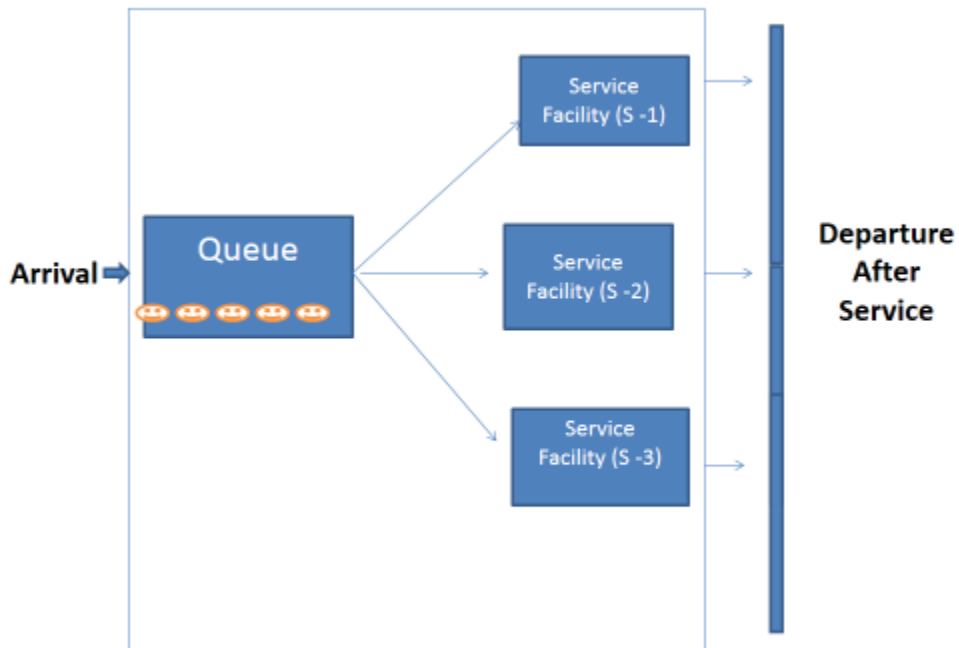 Service
Facility (S -1)
Queue
Arrival
Service
Facility (S -2)
Departure
After
Service
Service
Facility (S -3)